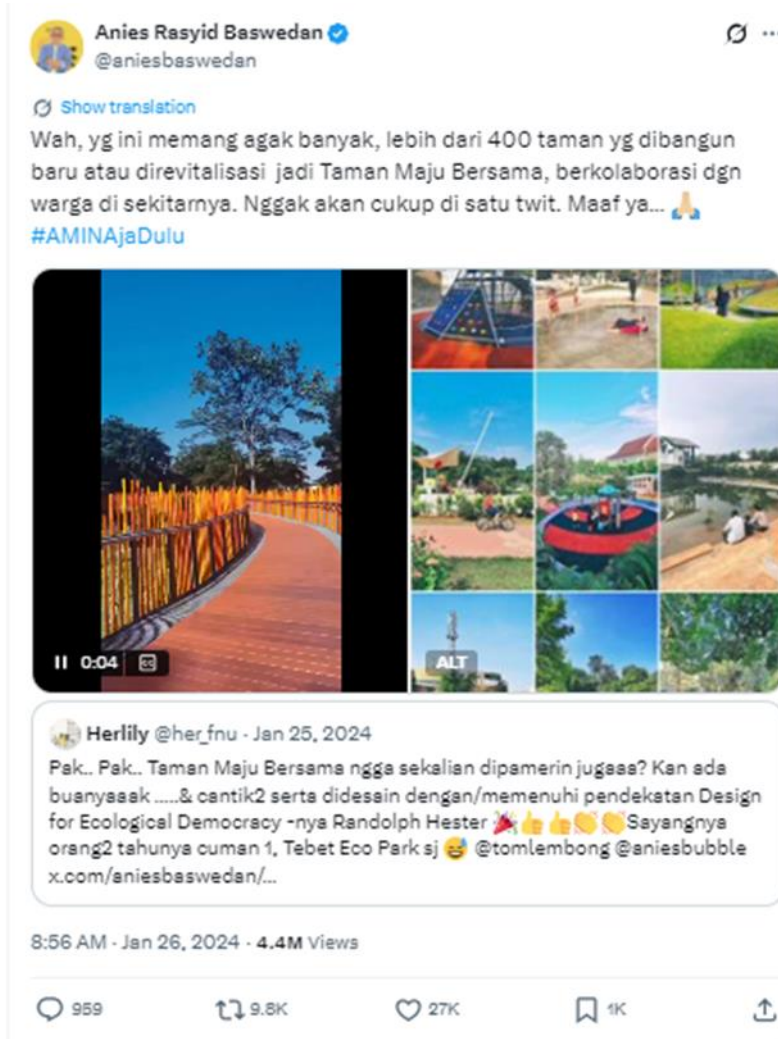 Anies Rasyid Baswedan
@aniesbaswedan
Show translation
Wah, yg ini memang agak banyak, lebih dari 400 taman yg dibangun
baru atau direvitalisasi jadi Taman Maju Bersama, berkolaborasi dgn
warga di sekitarnya. Nggak akan cukup di satu twit. Maaf ya... 🙏🏼
#AMINAjaDulu
0:04
CC
ALT
Herlily @her_fnu · Jan 25, 2024
Pak.. Pak.. Taman Maju Bersama ngga sekalian dipamerin jugaaa? Kan ada
buanyaaak .....& cantik2 serta didesain dengan/memenuhi pendekatan Design
for Ecological Democracy -nya Randolph Hester 🎉👍👍👏👏Sayangnya
orang2 tahunya cuman 1, Tebet Eco Park sj 😅 @tomlembong @aniesbubble
x.com/aniesbaswedan/...
8:56 AM · Jan 26, 2024 · 4.4M Views
959 9.8K 27K 1K